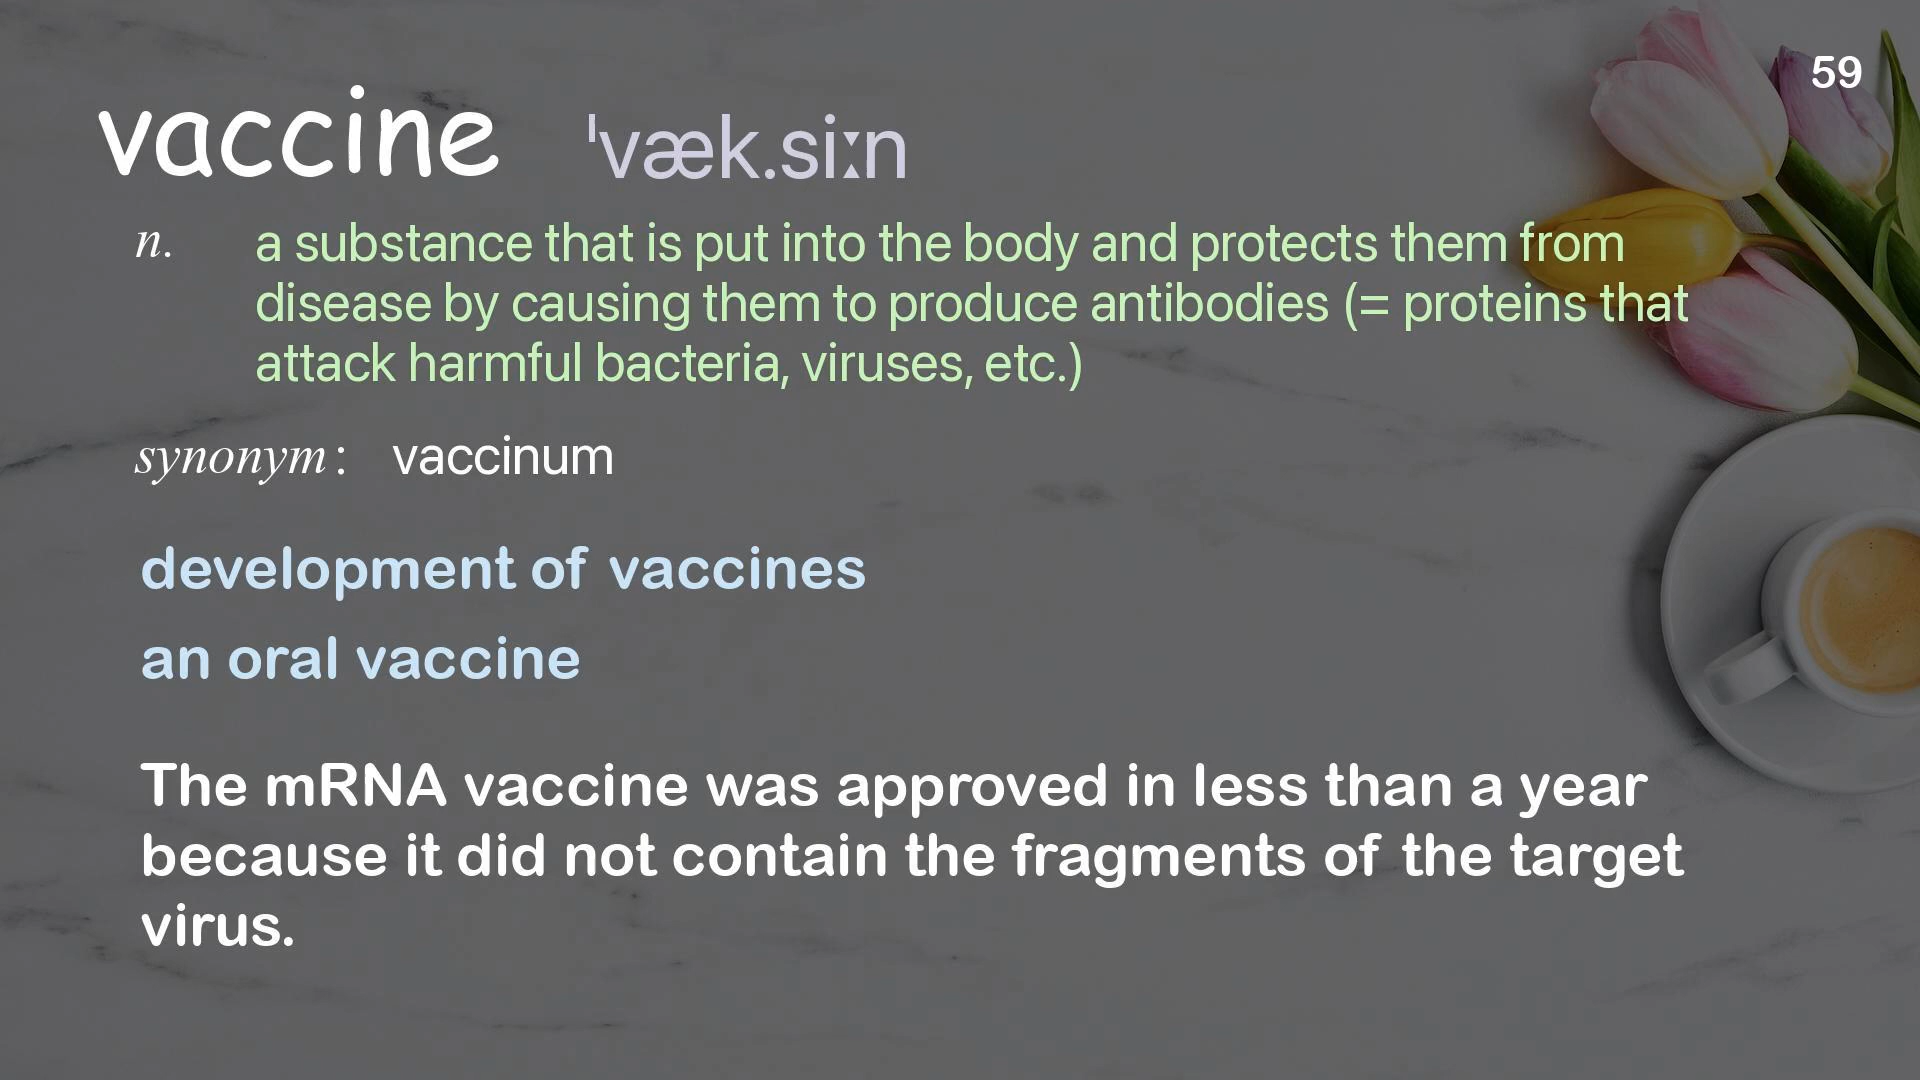 59
vaccine ˈvæk.siːn
n. a substance that is put into the body and protects them from
disease by causing them to produce antibodies (= proteins that
attack harmful bacteria, viruses, etc.)
synonym: vaccinum
development of vaccines
an oral vaccine
The mRNA vaccine was approved in less than a year
because it did not contain the fragments of the target
virus.